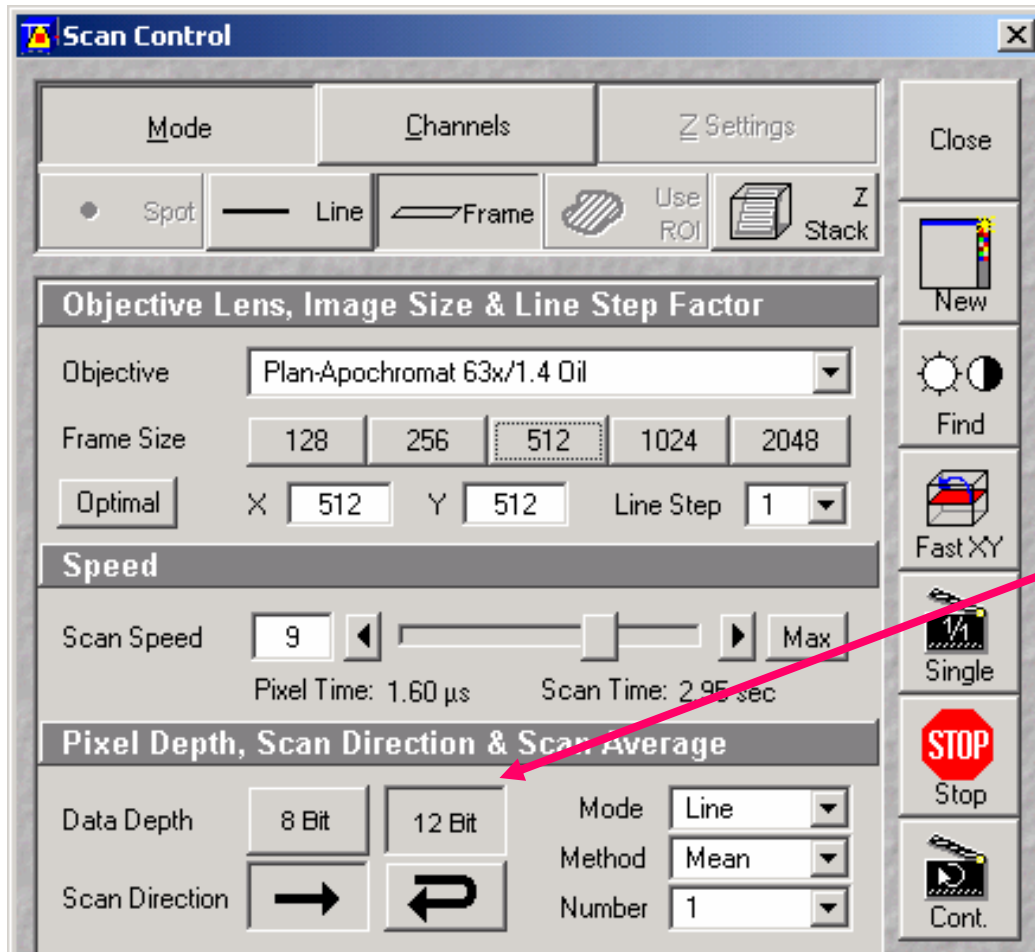 Scan Control
Mode Channels Z Settings
Close
Spot Line Frame Use ROI Z Stack
New
Objective Lens, Image Size & Line Step Factor
Objective Plan-Apochromat 63x/1.4 Oil
Find
Frame Size 128 256 512 1024 2048
Optimal X 512 Y 512 Line Step 1
Fast XY
Speed
Scan Speed 9 Max
1/1
Single
Pixel Time: 1.60 µs Scan Time: 2.95 sec
Pixel Depth, Scan Direction & Scan Average
STOP
Stop
Data Depth 8 Bit 12 Bit Mode Line
Method Mean
Scan Direction Number 1
Cont.